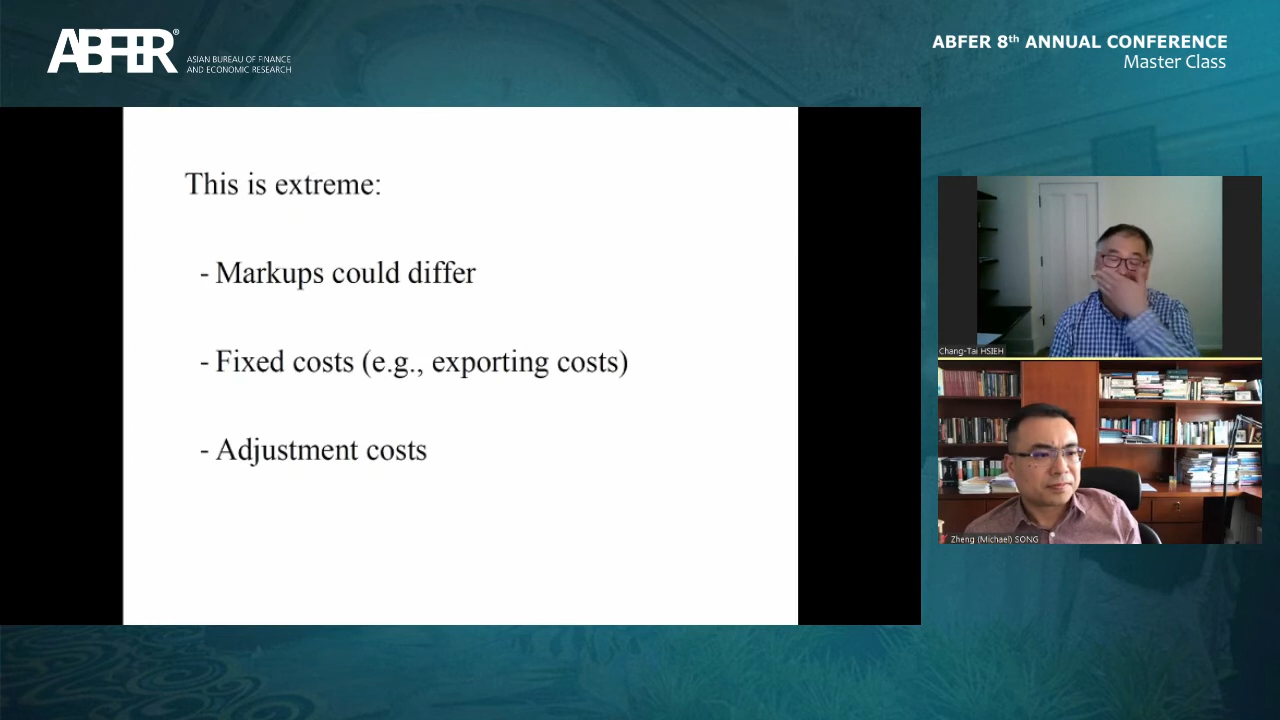 ABFER®
ASIAN BUREAU OF FINANCE
AND ECONOMIC RESEARCH
ABFER 8th ANNUAL CONFERENCE
Master Class
This is extreme:
- Markups could differ
- Fixed costs (e.g., exporting costs)
- Adjustment costs
Chang-Tai HSIEH
Zheng (Michael) SONG